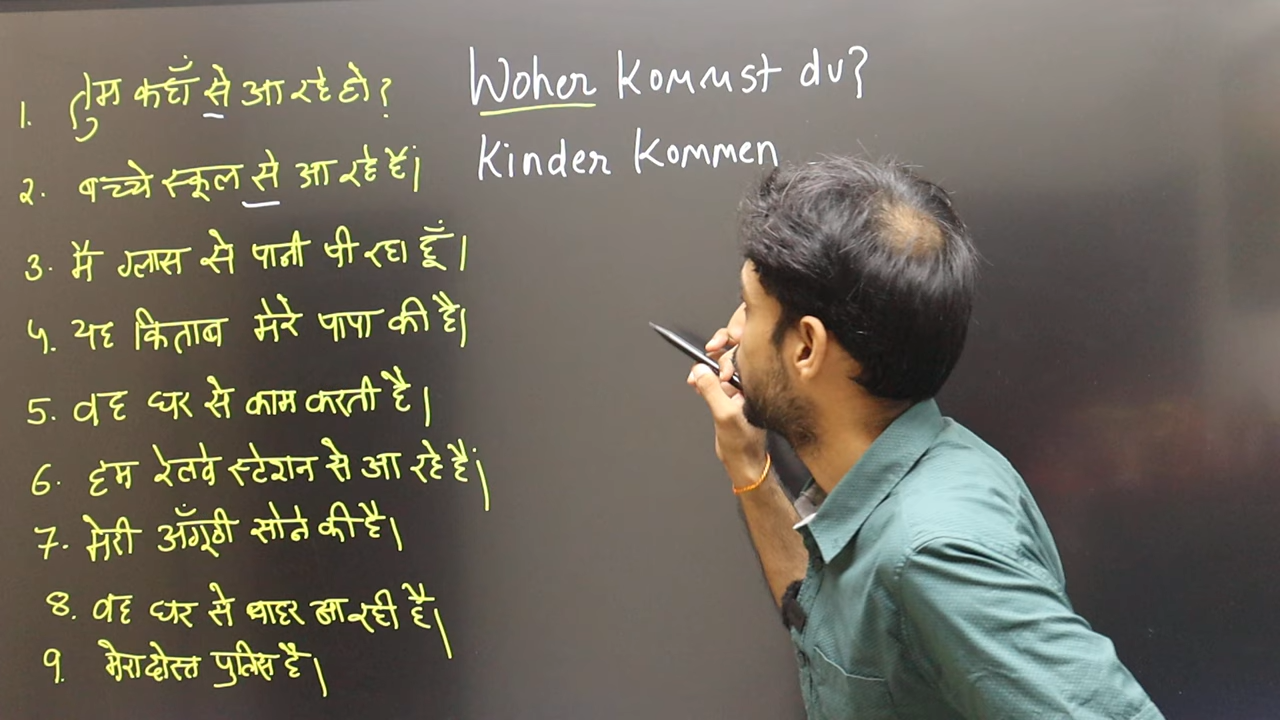 1. तुम कहाँ से आ रहे हो? Woher kommst du?
2. बच्चे स्कूल से आ रहे हैं। Kinder kommen
3. मैं ग्लास से पानी पी रहा हूँ।
4. यह किताब मेरे पापा की है।
5. वह घर से काम करती है।
6. हम रेलवे स्टेशन से आ रहे हैं।
7. मेरी अँगूठी सोने की है।
8. वह घर से बाहर आ रही है।
9. मेरा दोस्त पुलिस है।